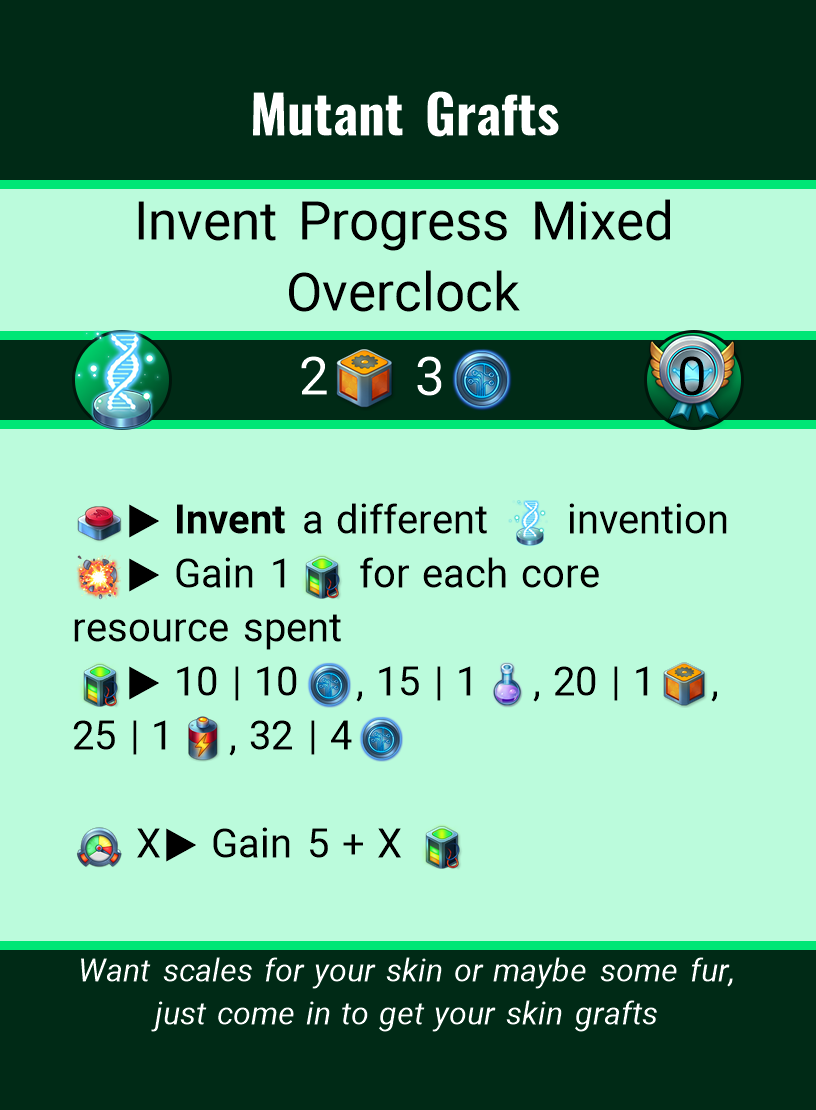 Mutant Grafts
Invent Progress Mixed
Overclock
2 3 0
▶ Invent a different invention
▶ Gain 1 for each core
resource spent
▶ 10 | 10 , 15 | 1 , 20 | 1 ,
25 | 1 , 32 | 4
X▶ Gain 5 + X
Want scales for your skin or maybe some fur,
just come in to get your skin grafts